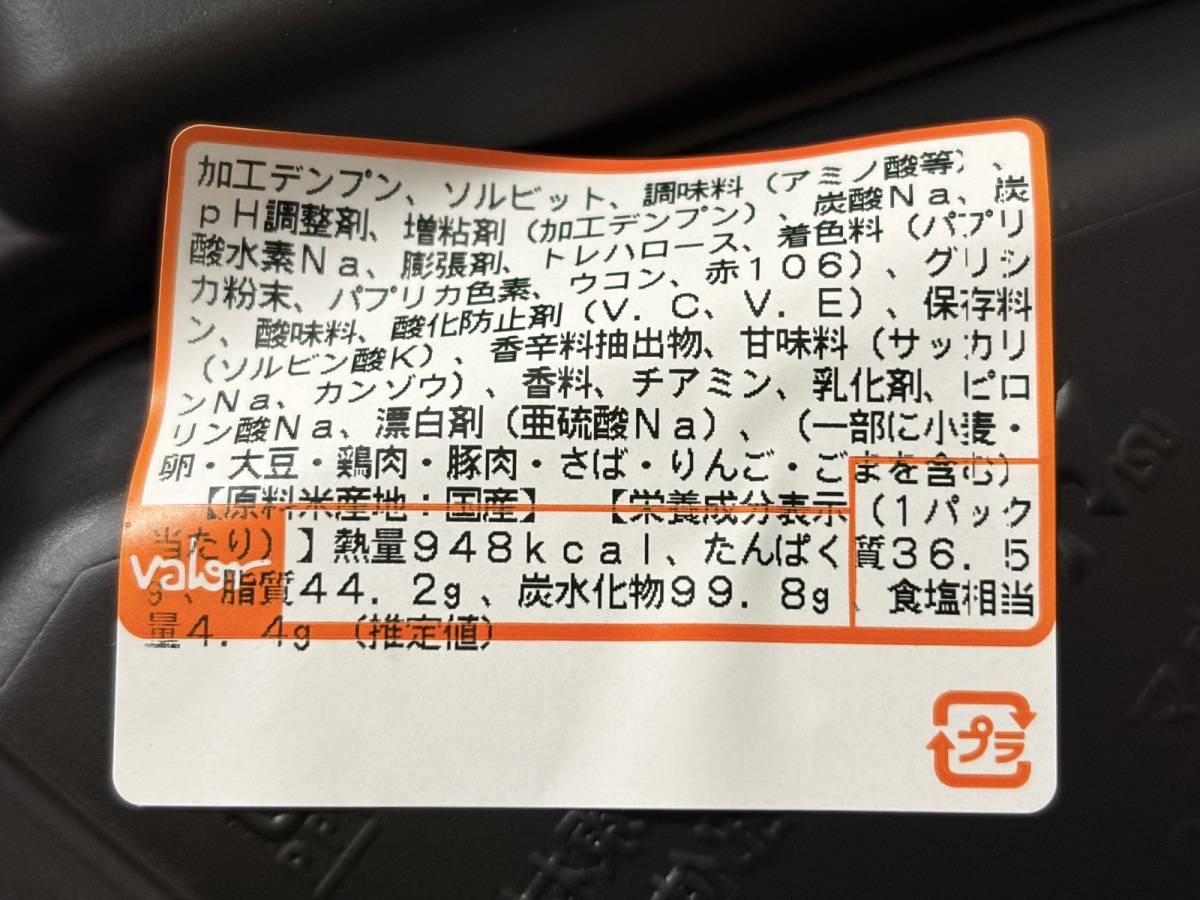 加工デンプン、ソルビット、調味料（アミノ酸等）、
pH調整剤、増粘剤（加工デンプン）、炭酸Na、炭
酸水素Na、膨張剤、トレハロース、着色料（パプリ
カ粉末、パプリカ色素、ウコン、赤106）、グリシ
ン、酸味料、酸化防止剤（V．C、V．E）、保存料
（ソルビン酸K）、香辛料抽出物、甘味料（サッカリ
ンNa、カンゾウ）、香料、チアミン、乳化剤、ピロ
リン酸Na、漂白剤（亜硫酸Na）、（一部に小麦・
卵・大豆・鶏肉・豚肉・さば・りんご・ごまを含む）
【原料米産地：国産】　【栄養成分表示（1パック
当たり）】熱量948kcal、たんぱく質36．5
g、脂質44．2g、炭水化物99．8g、食塩相当
量4．4g（推定値）
valor
プラ